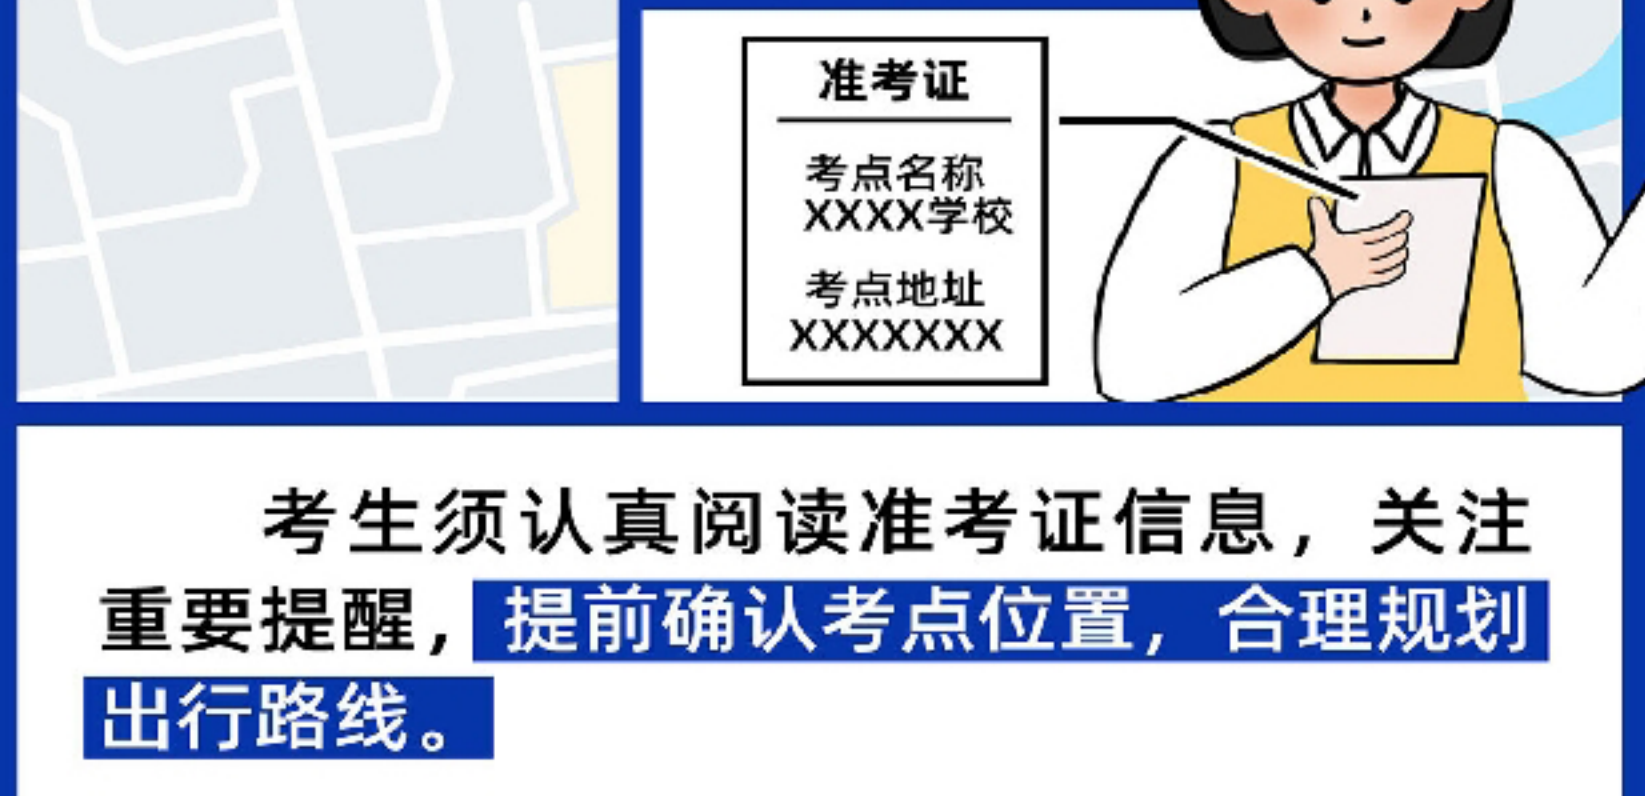 准考证
考点名称
XXXX学校
考点地址
XXXXXXX
考生须认真阅读准考证信息，关注
重要提醒，提前确认考点位置，合理规划
出行路线。